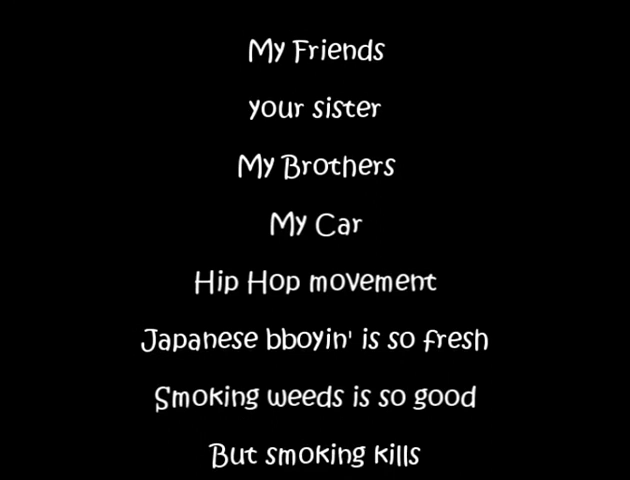 My Friends
your sister
My Brothers
My Car
Hip Hop movement
Japanese bboyin' is so fresh
Smoking weeds is so good
But smoking kills